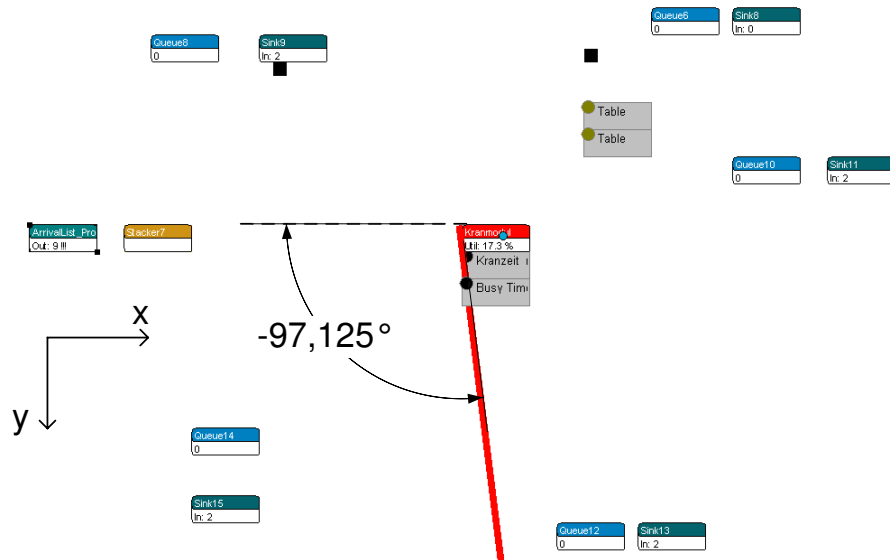 Queue6
0
Sink8
In: 0
Queue8
0
Sink9
In: 2
Table
Table
Queue10
0
Sink11
In: 2
ArrivalList_Pro
Out: 9 !!!
Stacker7
Kranmodul
Util: 17.3 %
Kranzeit
Busy Tim
x
-97,125°
y
Queue14
0
Sink15
In: 2
Queue12
0
Sink13
In: 2